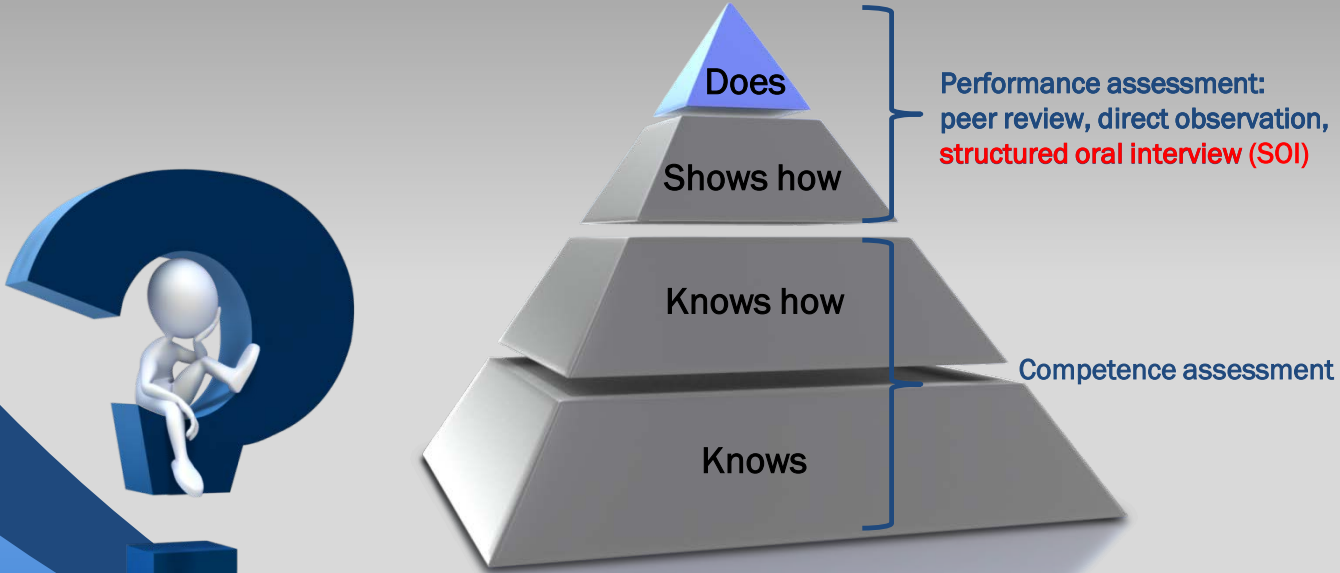 Does
Performance assessment:
peer review, direct observation,
structured oral interview (SOI)
Shows how
Knows how
Competence assessment
Knows